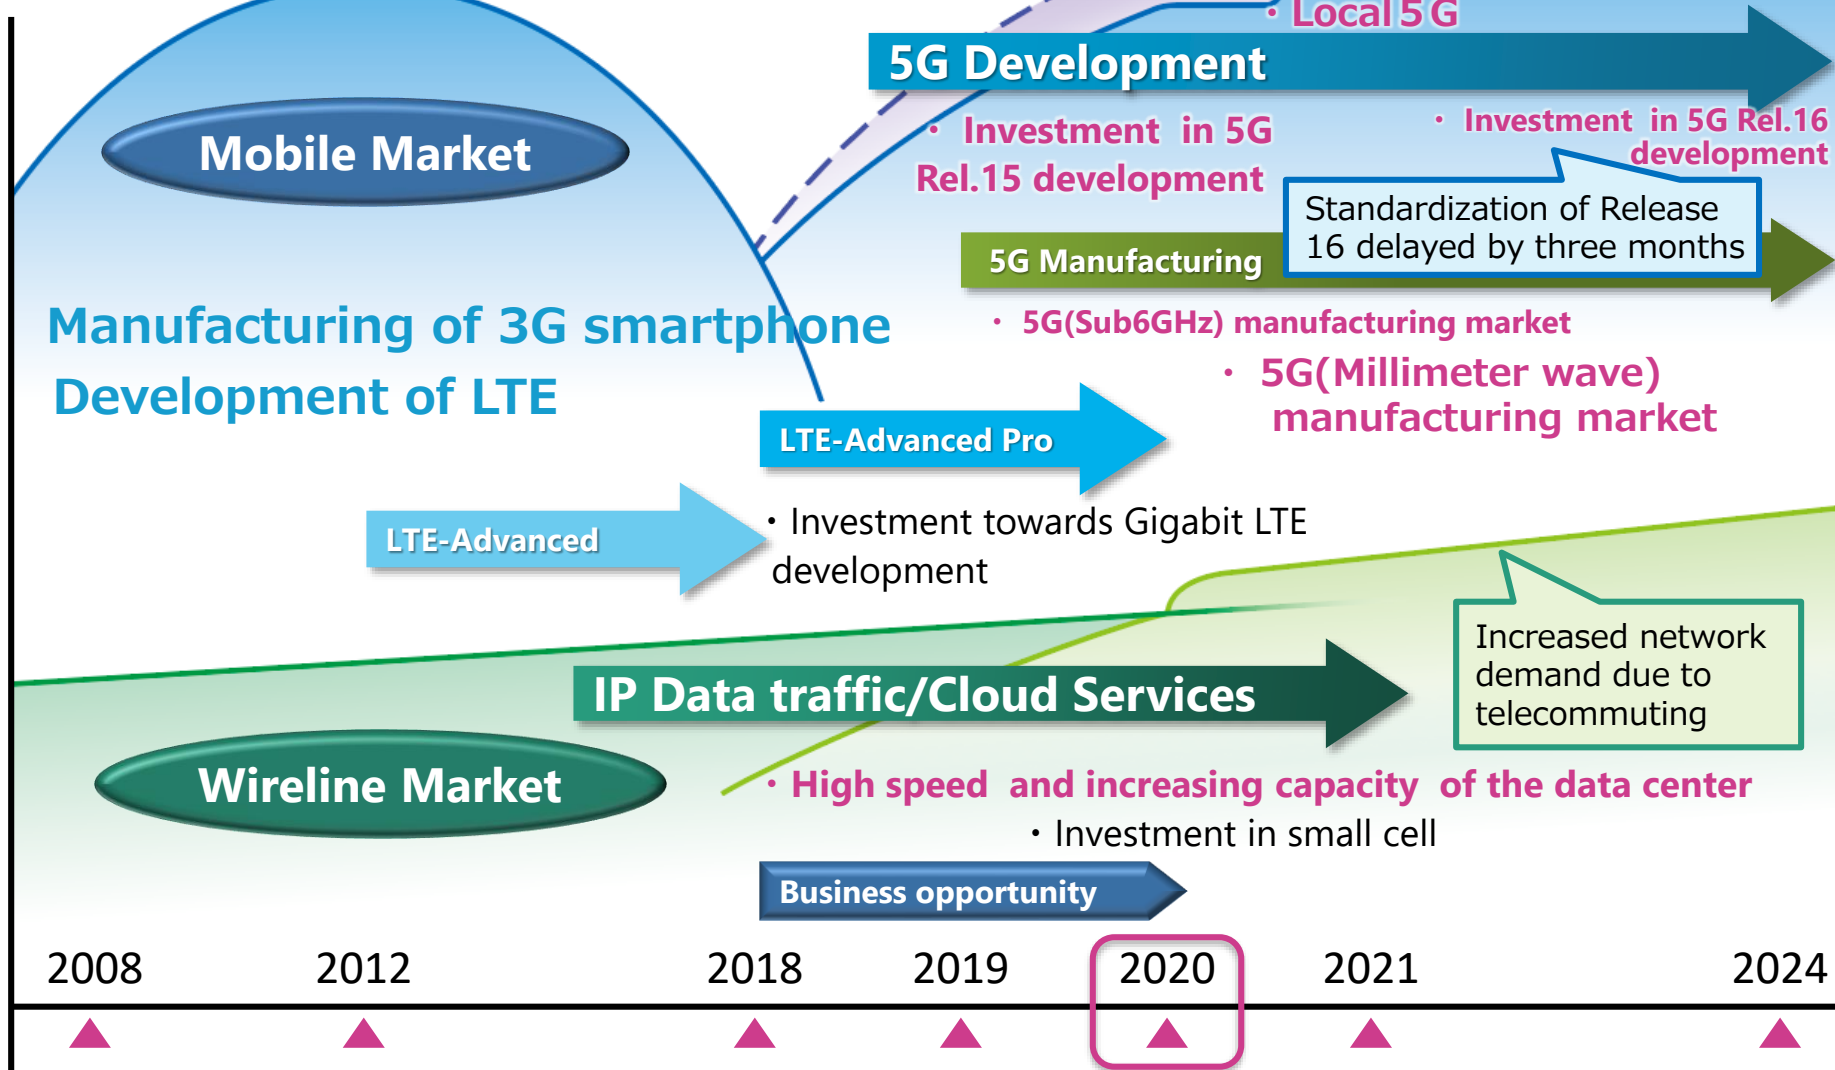 ・Local 5G
5G Development
Mobile Market
・ Investment in 5G
Rel.15 development
・ Investment in 5G Rel.16
development
Standardization of Release
16 delayed by three months
5G Manufacturing
Manufacturing of 3G smartphone
Development of LTE
・ 5G(Sub6GHz) manufacturing market
・ 5G(Millimeter wave)
manufacturing market
LTE-Advanced Pro
LTE-Advanced
・Investment towards Gigabit LTE
development
Increased network
demand due to
telecommuting
IP Data traffic/Cloud Services
Wireline Market
・High speed and increasing capacity of the data center
・Investment in small cell
Business opportunity
2008 2012 2018 2019 2020 2021 2024